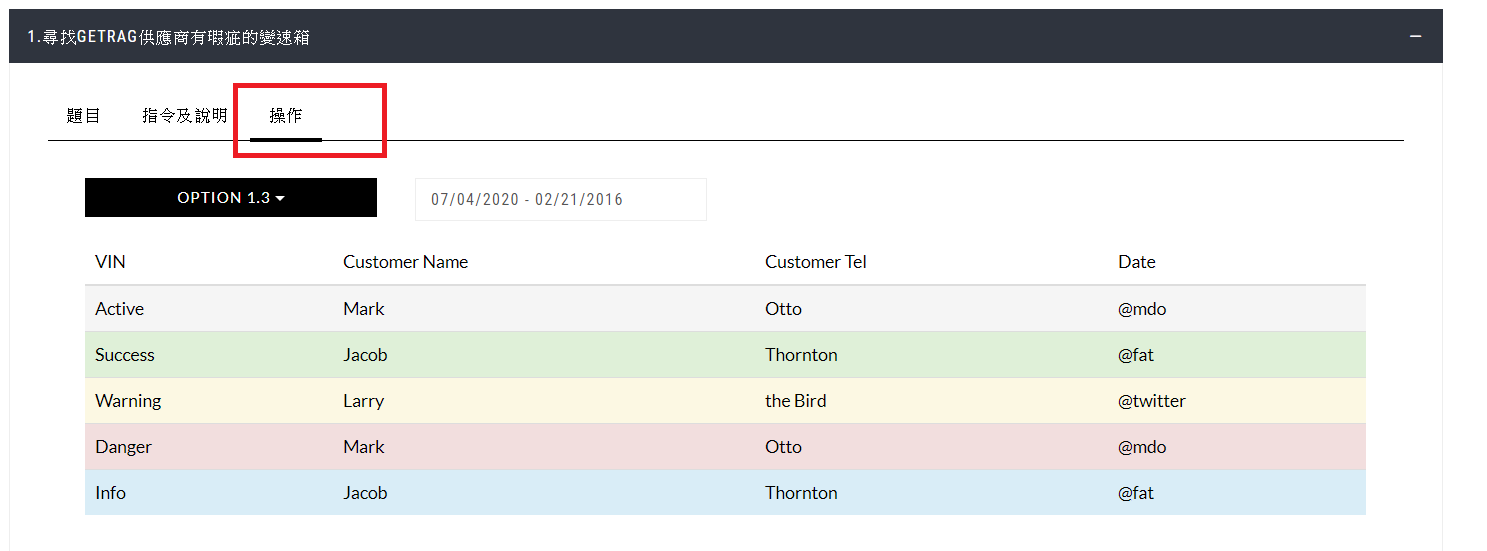 1.尋找GETRAG供應商有瑕疵的變速箱
題目 指令及說明 操作
OPTION 1.3 07/04/2020 - 02/21/2016
VIN Customer Name Customer Tel Date
Active Mark Otto @mdo
Success Jacob Thornton @fat
Warning Larry the Bird @twitter
Danger Mark Otto @mdo
Info Jacob Thornton @fat